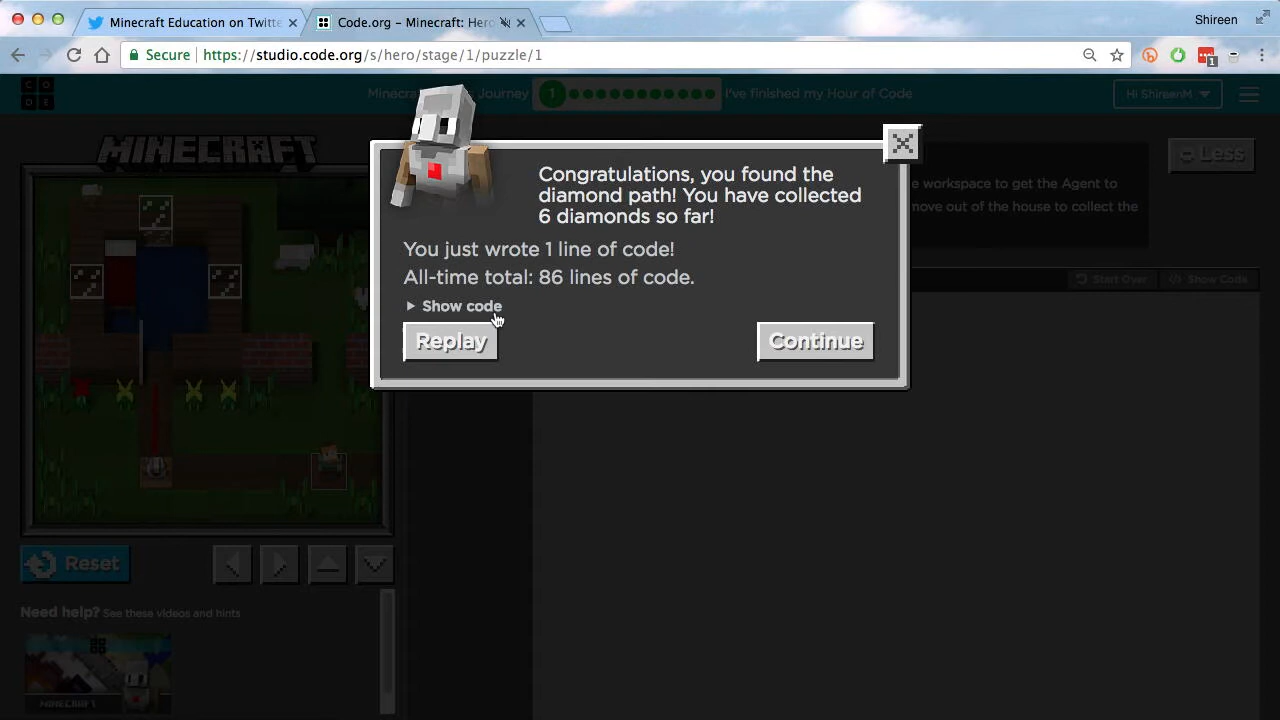 Minecraft Education on Twitte
Code.org – Minecraft: Hero
Shireen
Secure
https://studio.code.org/s/hero/stage/1/puzzle/1
1
CODE
Minecra
Journey
1
I've finished my Hour of Code
Hi ShireenM
MINECRAFT
Less
Congratulations, you found the
diamond path! You have collected
6 diamonds so far!
e workspace to get the Agent to
move out of the house to collect the
You just wrote 1 line of code!
All-time total: 86 lines of code.
Show code
Start Over
Show Code
Replay
Continue
Reset
Need help? See these videos and hints
MINECRAFT